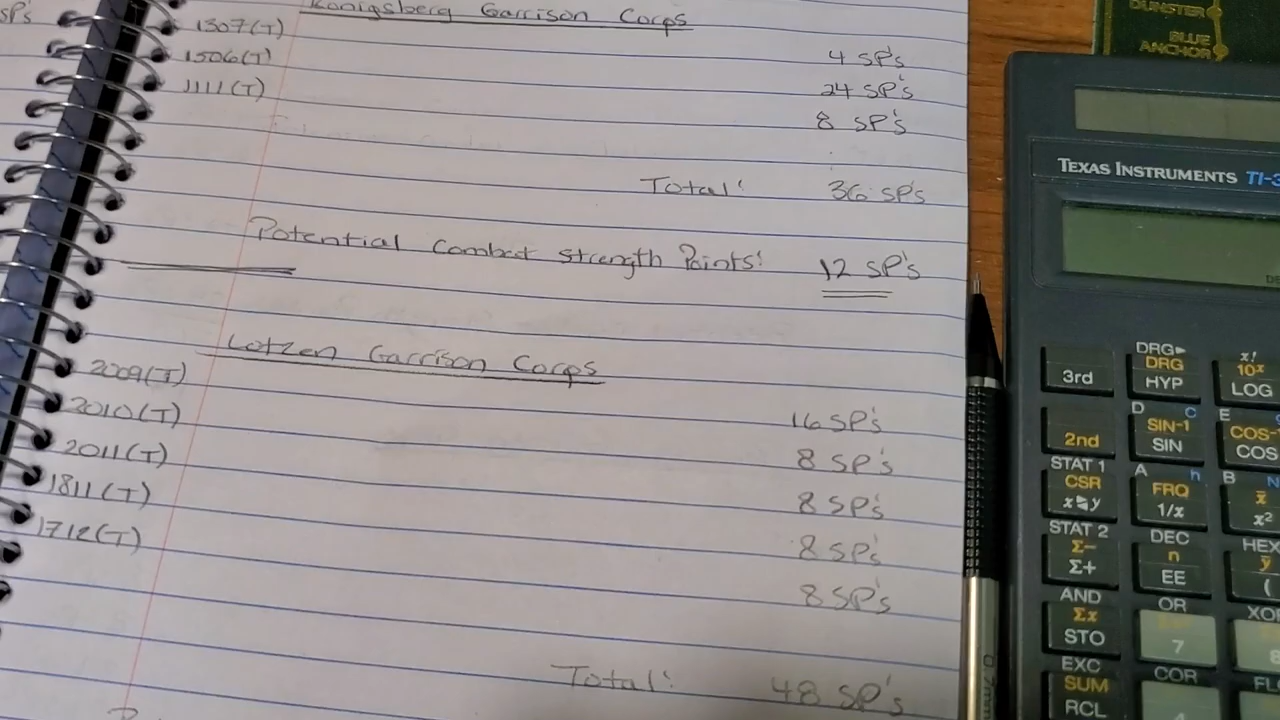 SP's
Konigsberg Garrison Corps
1307(T) 4 SP's
1506(T) 24 SP's
1111(T) 8 SP's
Total: 36 SP's
Potential Combat Strength Points: 12 SP's
Lotzen Garrison Corps
2009(T) 16 SP's
2010(T) 8 SP's
2011(T) 8 SP's
1811(T) 8 SP's
1712(T) 8 SP's
Total: 48 SP's
DUNSTER
BLUE
ANCHOR
TEXAS INSTRUMENTS TI-3
DRG► x!
3rd DRG 10ˣ
HYP LOG
D C E
2nd SIN-1 COS-
SIN COS
STAT 1 A h B N
CSR FRQ x̄
x⇄y 1/x x²
STAT 2 DEC HEX
Σ- n ȳ
Σ+ EE (
AND OR XOR
Σx
STO 7 8
EXC COR
SUM
RCL 4
0.7mm